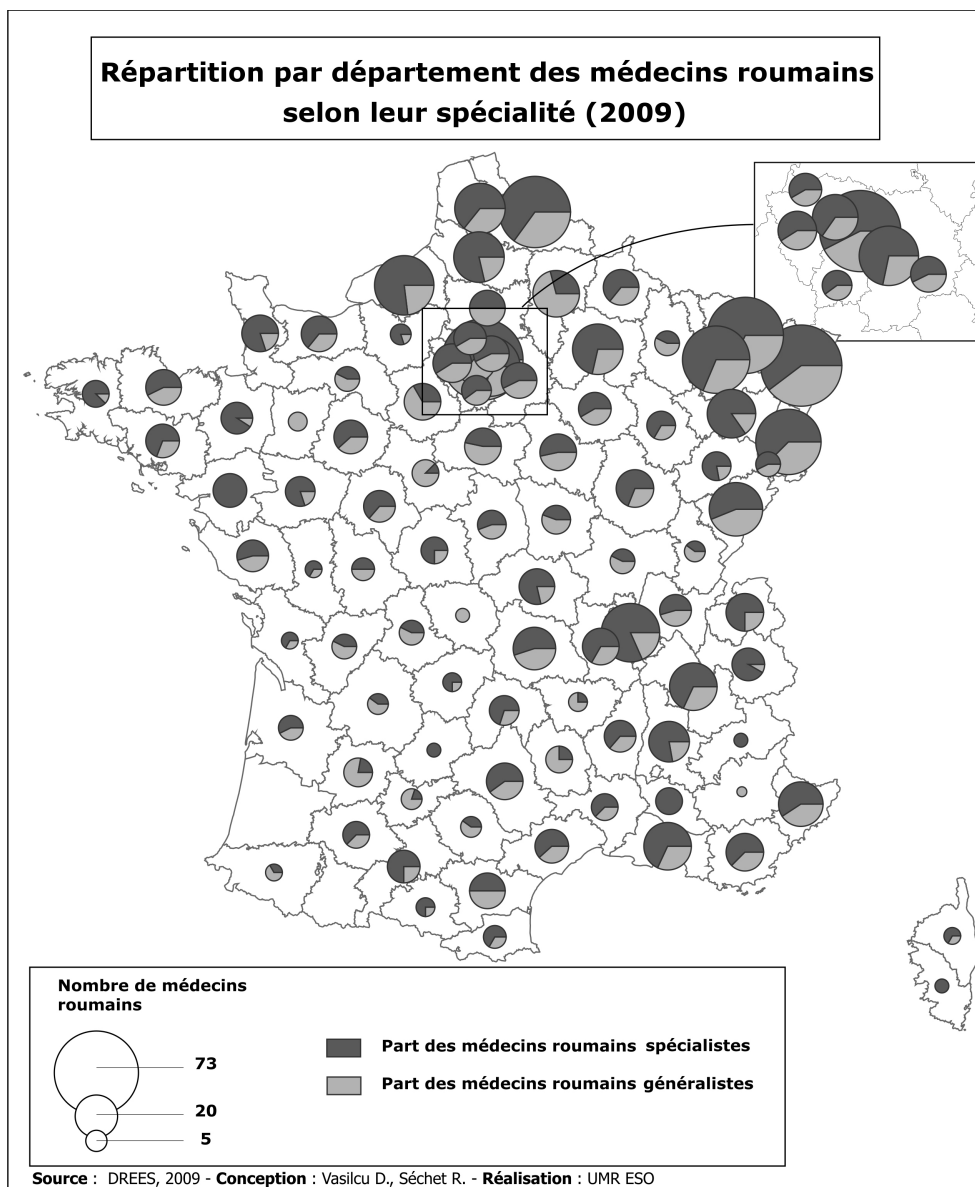 Répartition par département des médecins roumains
selon leur spécialité (2009)
Nombre de médecins
roumains
73
20
5
Part des médecins roumains spécialistes
Part des médecins roumains généralistes
Source : DREES, 2009 - Conception : Vasilcu D., Séchet R. - Réalisation : UMR ESO